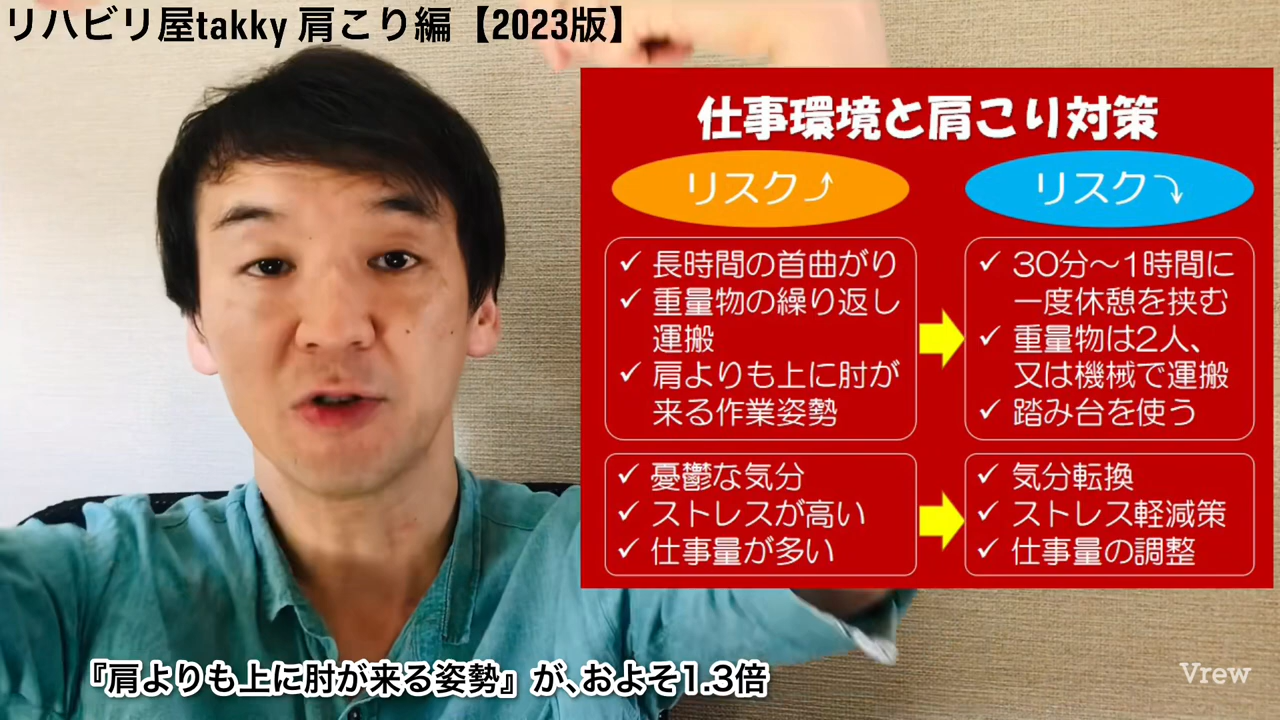 リハビリ屋takky 肩こり編【2023版】
仕事環境と肩こり対策
リスク⤴
リスク⤵
✓ 長時間の首曲がり
✓ 重量物の繰り返し
運搬
✓ 肩よりも上に肘が
来る作業姿勢
✓ 30分〜1時間に
一度休憩を挟む
✓ 重量物は2人、
又は機械で運搬
✓ 踏み台を使う
✓ 憂鬱な気分
✓ ストレスが高い
✓ 仕事量が多い
✓ 気分転換
✓ ストレス軽減策
✓ 仕事量の調整
『肩よりも上に肘が来る姿勢』が、およそ1.3倍
Vrew